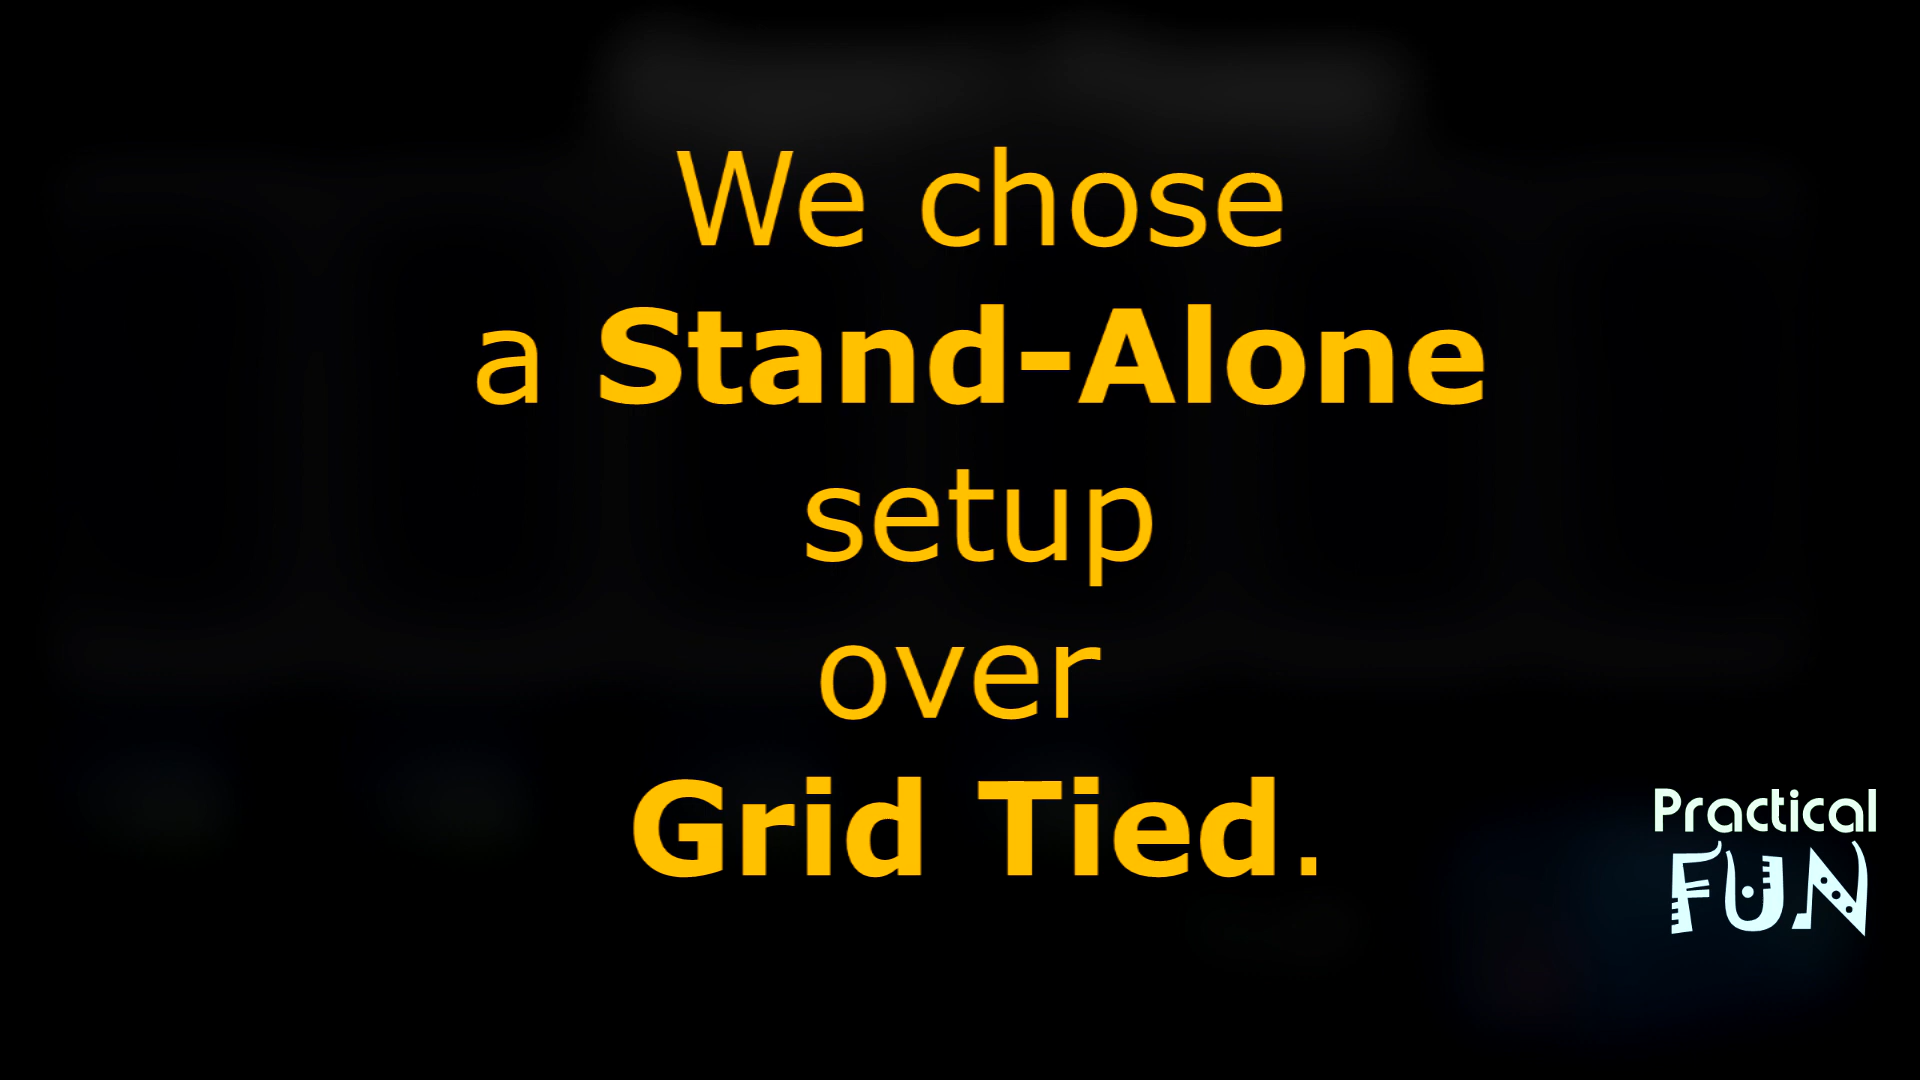 We chose
a Stand-Alone
setup
over
Grid Tied.
Practical
FUN